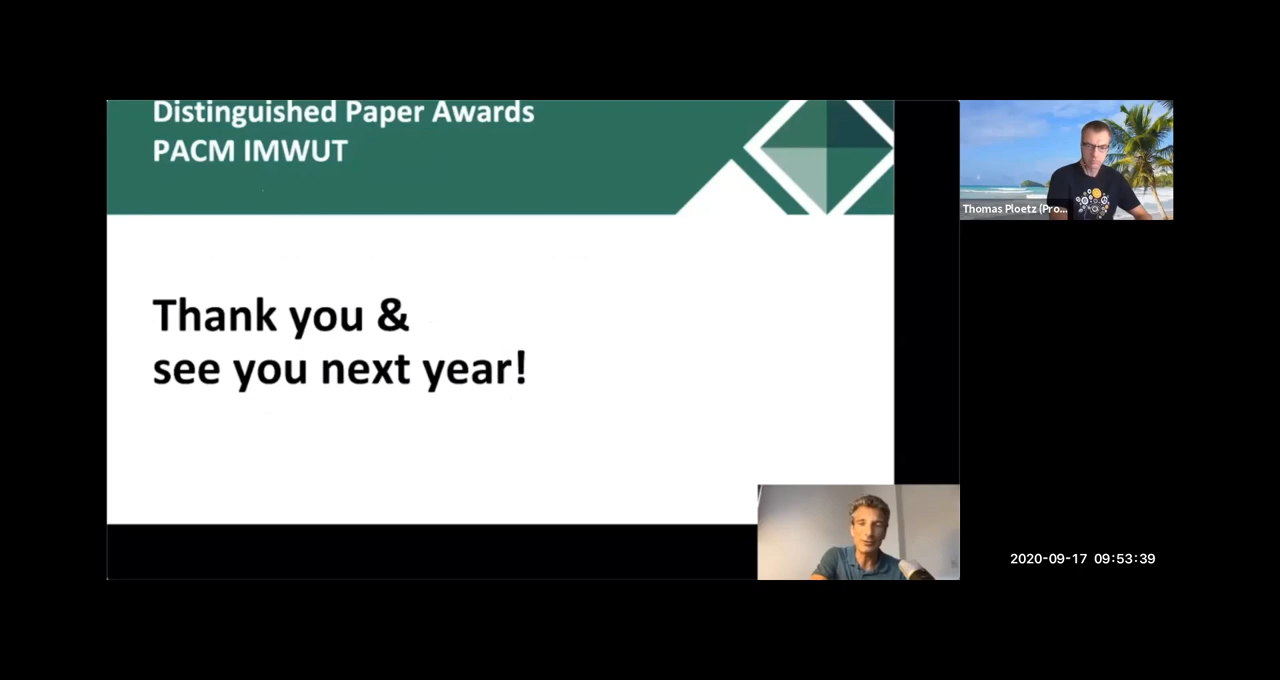 Distinguished Paper Awards
PACM IMWUT
Thank you &
see you next year!
Thomas Ploetz (Pro...
2020-09-17 09:53:39